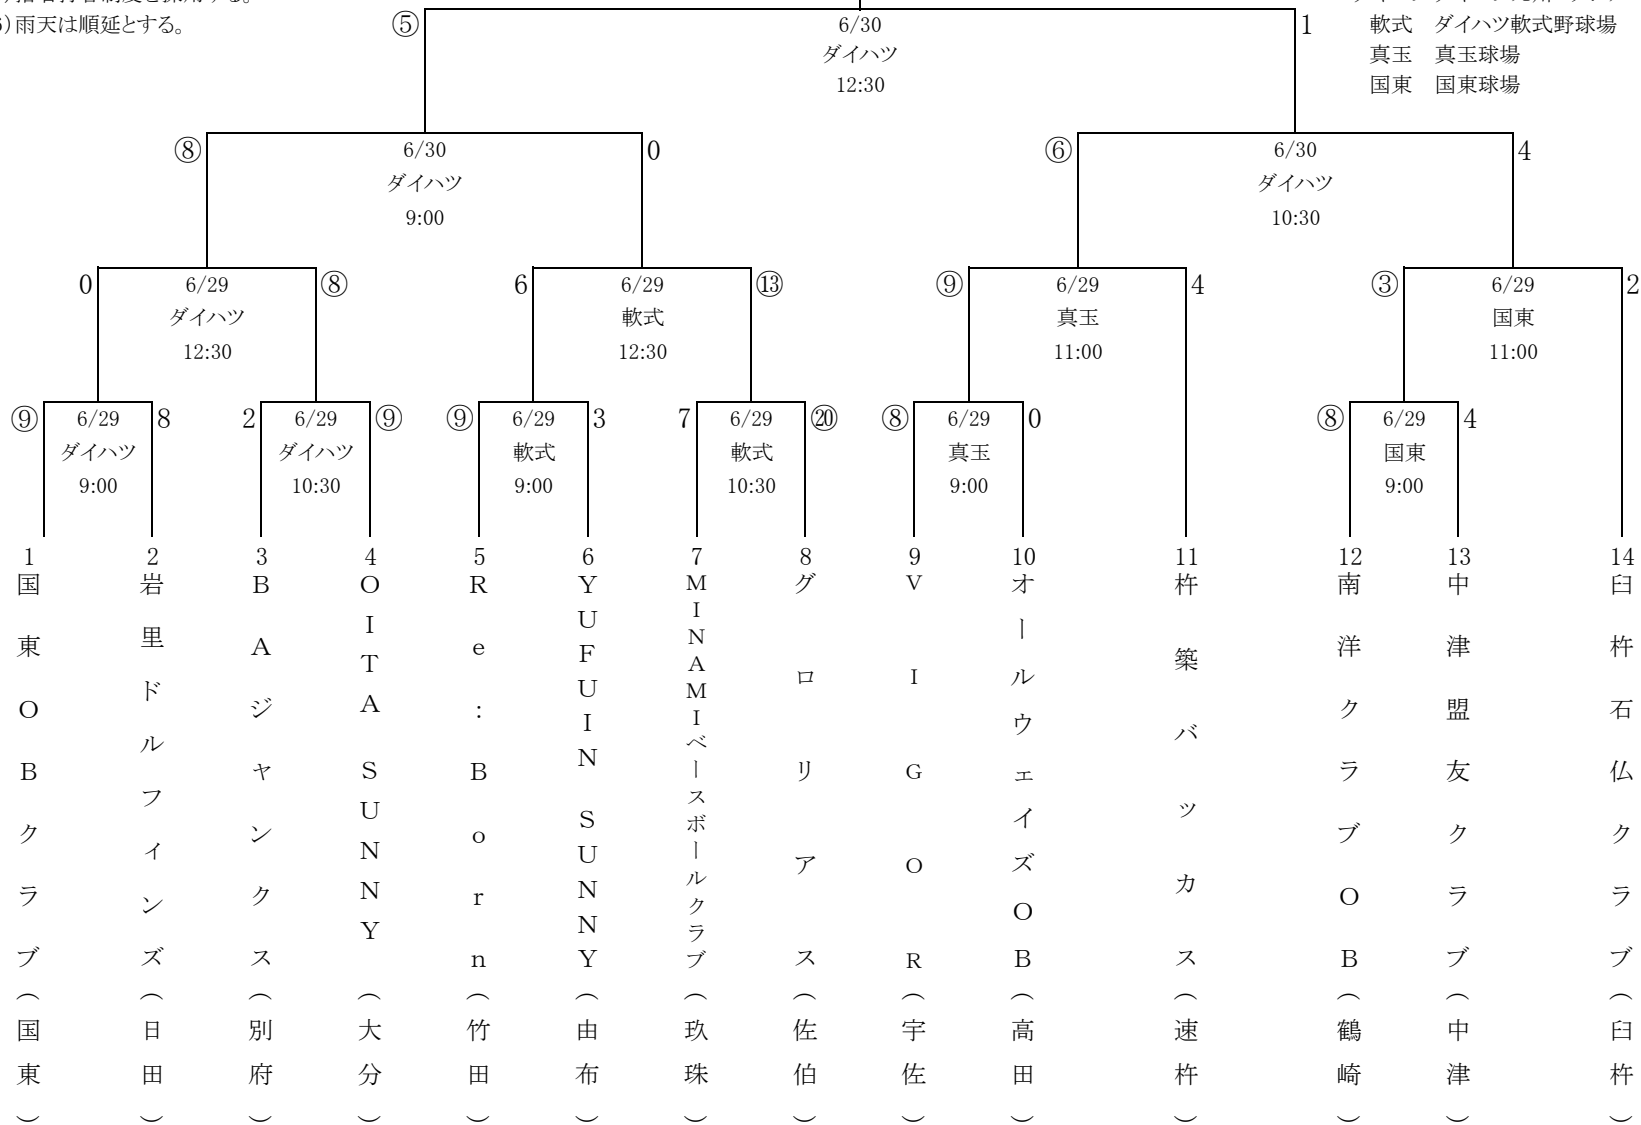 6）雨天は順延とする。
⑤ 6/30 1
ダイハツ
12:30
軟式 ダイハツ軟式野球場
真玉 真玉球場
国東 国東球場
⑧ 6/30 0
ダイハツ
9:00
⑥ 6/30 4
ダイハツ
10:30
0 6/29 ⑧
ダイハツ
12:30
6 6/29 ⑬
軟式
12:30
⑨ 6/29 4
真玉
11:00
③ 6/29 2
国東
11:00
⑨ 6/29 8
ダイハツ
9:00
2 6/29 ⑨
ダイハツ
10:30
⑨ 6/29 3
軟式
9:00
7 6/29 ⑳
軟式
10:30
⑧ 6/29 0
真玉
9:00
⑧ 6/29 4
国東
9:00
1 国東OBクラブ（国東）
2 岩里ドルフィンズ（日田）
3 BAジャンクス（別府）
4 OITA SUNNY（大分）
5 Re:Born（竹田）
6 YUFUIN SUNNY（由布）
7 MINAMIベースボールクラブ（玖珠）
8 グロリアス（佐伯）
9 VIGOR（宇佐）
10 オールウェイズOB（高田）
11 杵築バッカス（速杵）
12 南洋クラブOB（鶴崎）
13 中津盟友クラブ（中津）
14 臼杵石仏クラブ（臼杵）